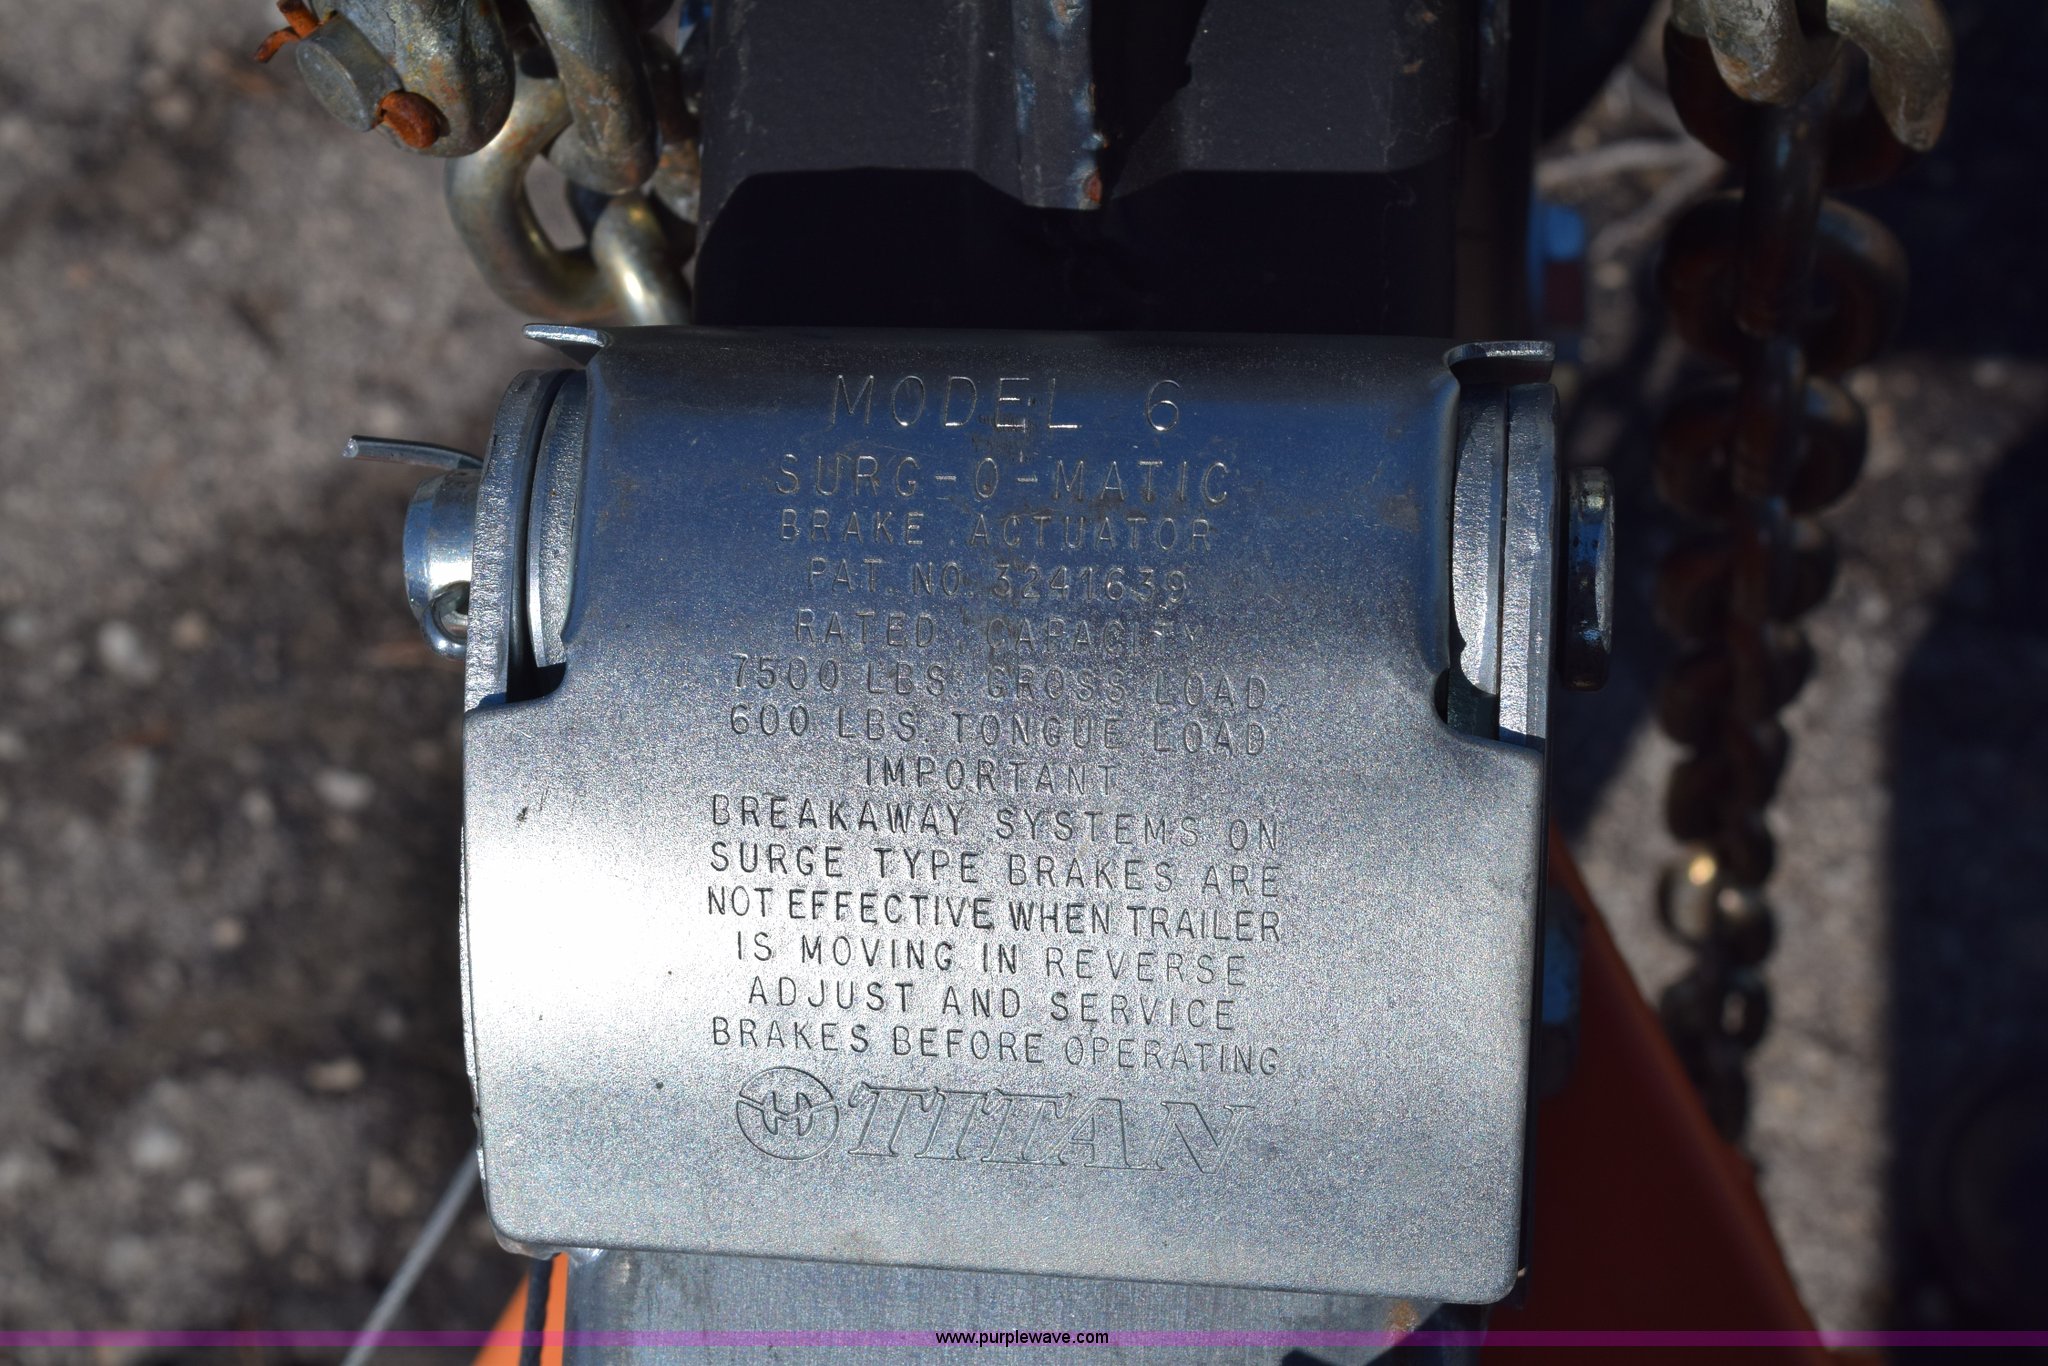 MODEL 6
SURG-O-MATIC
BRAKE ACTUATOR
PAT. NO. 3241639
RATED CAPACITY
7500 LBS. GROSS LOAD
600 LBS. TONGUE LOAD
IMPORTANT
BREAKAWAY SYSTEMS ON
SURGE TYPE BRAKES ARE
NOT EFFECTIVE WHEN TRAILER
IS MOVING IN REVERSE
ADJUST AND SERVICE
BRAKES BEFORE OPERATING
TITAN
www.purplewave.com